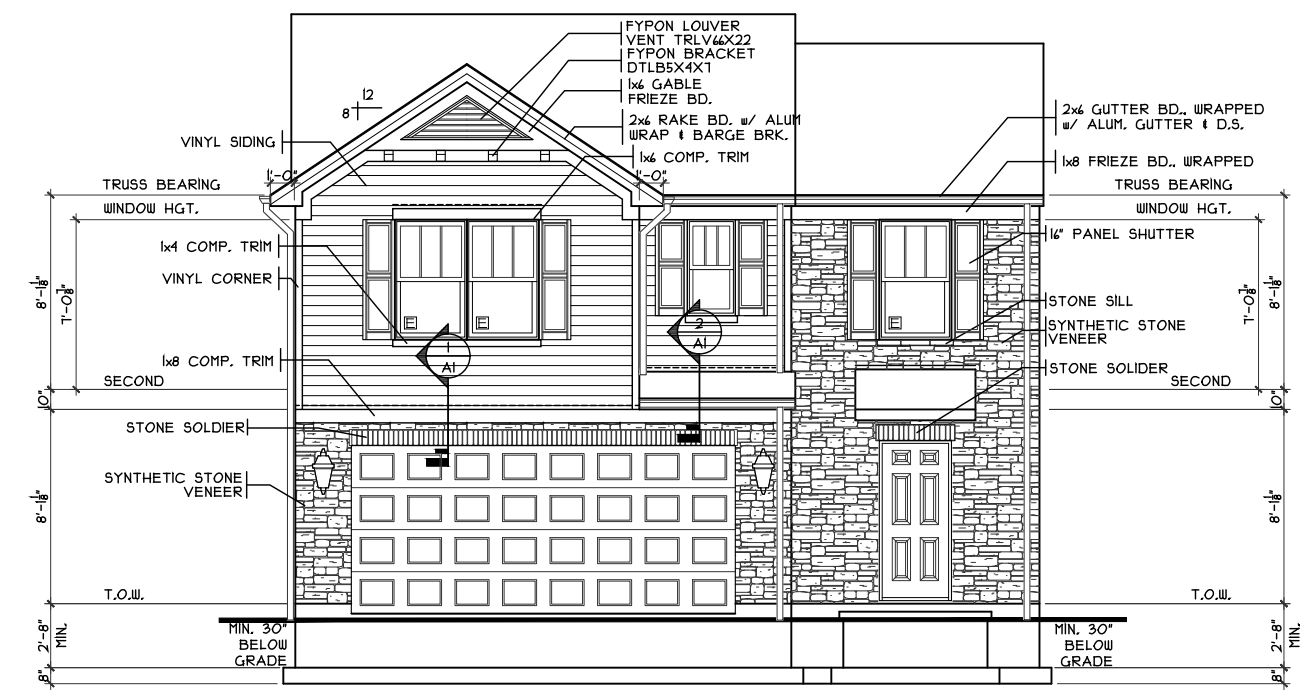 FYPON LOUVER
VENT TRLV66X22
FYPON BRACKET
DTLB5X4X7
1x6 GABLE
FRIEZE BD.
2x6 RAKE BD. w/ ALUM
WRAP & BARGE BRK.
1x6 COMP. TRIM
12
8
VINYL SIDING
1'-0"
1'-0"
2x6 GUTTER BD., WRAPPED
w/ ALUM. GUTTER & D.S.
1x8 FRIEZE BD., WRAPPED
TRUSS BEARING
WINDOW HGT.
TRUSS BEARING
WINDOW HGT.
1x4 COMP. TRIM
VINYL CORNER
1x8 COMP. TRIM
SECOND
STONE SOLDIER
SYNTHETIC STONE
VENEER
T.O.W.
16" PANEL SHUTTER
STONE SILL
SYNTHETIC STONE
VENEER
STONE SOLIDER
SECOND
T.O.W.
E
E
E
1
A1
2
A1
8'-1 1/8"
7'-0 7/8"
10"
8'-1 1/8"
2'-8"
MIN.
8"
7'-0 7/8"
8'-1 1/8"
10"
8'-1 1/8"
2'-8"
MIN.
8"
MIN. 30"
BELOW
GRADE
MIN. 30"
BELOW
GRADE